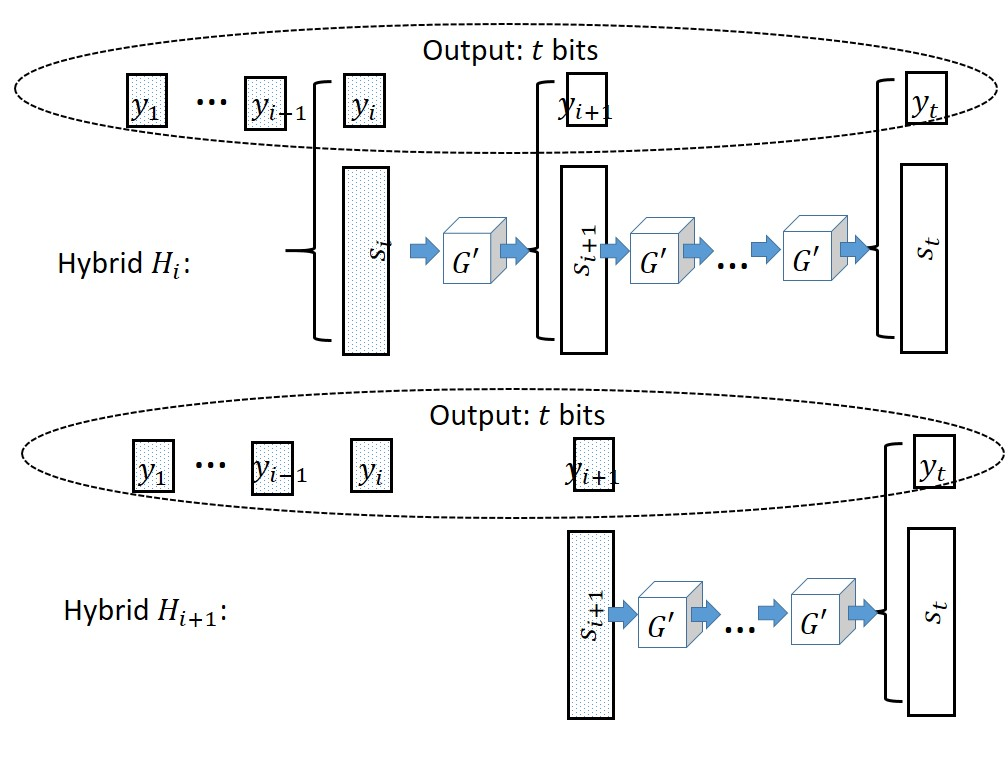 Output: t bits
y₁ ... yᵢ₋₁ yᵢ yᵢ₊₁ yₜ
Hybrid Hᵢ: sᵢ G′ sᵢ₊₁ G′ ... G′ sₜ
Output: t bits
y₁ ... yᵢ₋₁ yᵢ yᵢ₊₁ yₜ
Hybrid Hᵢ₊₁: sᵢ₊₁ G′ ... G′ sₜ